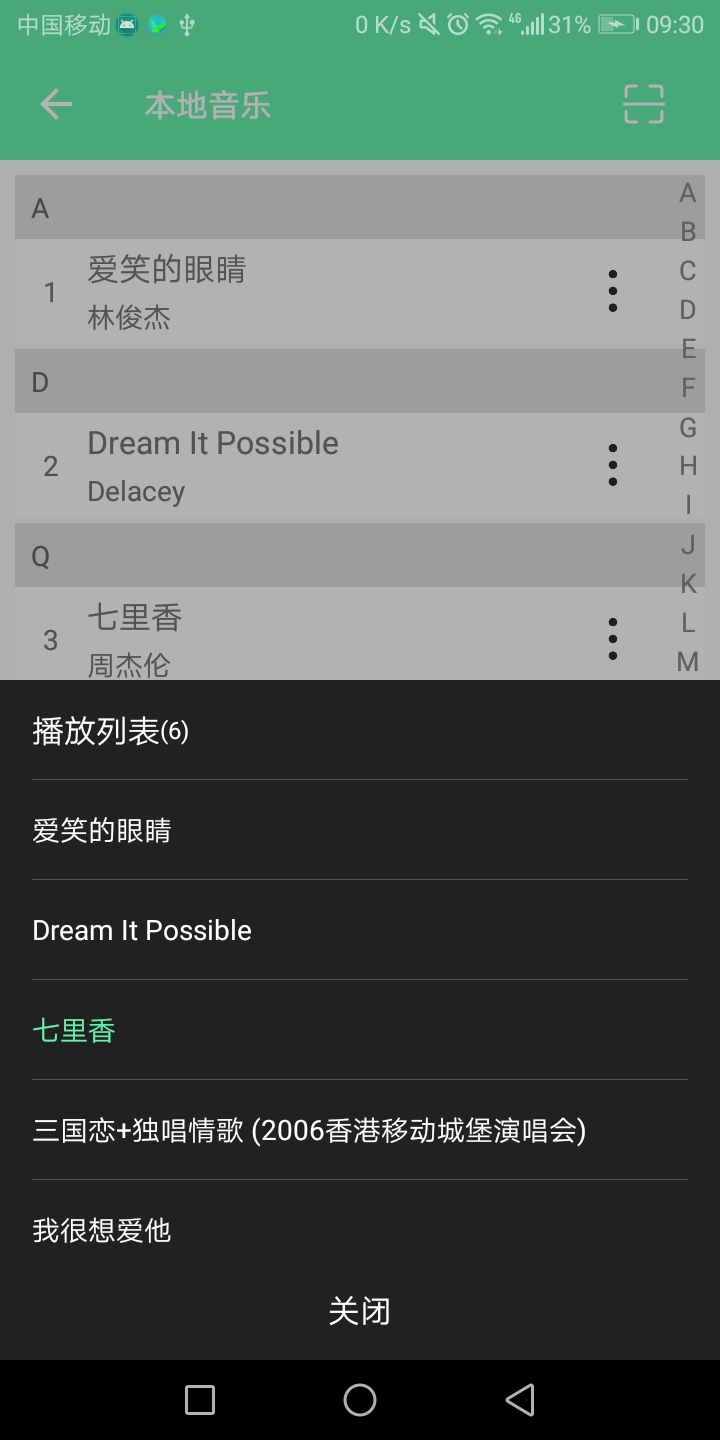 中国移动 0 K/s 4G 31% 09:30
本地音乐
A
1
爱笑的眼睛
林俊杰
D
2
Dream It Possible
Delacey
Q
3
七里香
周杰伦
A
B
C
D
E
F
G
H
I
J
K
L
M
播放列表(6)
爱笑的眼睛
Dream It Possible
七里香
三国恋+独唱情歌 (2006香港移动城堡演唱会)
我很想爱他
关闭